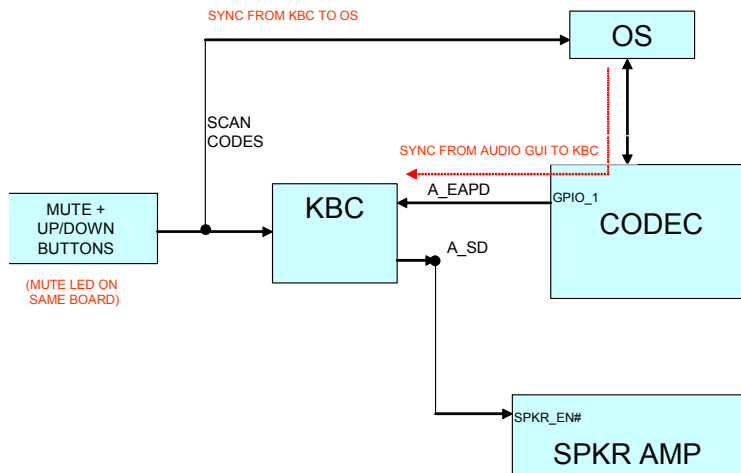 SYNC FROM KBC TO OS
OS
SCAN
CODES
SYNC FROM AUDIO GUI TO KBC
MUTE +
UP/DOWN
BUTTONS
KBC
A_EAPD
GPIO_1
CODEC
A_SD
(MUTE LED ON
SAME BOARD)
SPKR_EN#
SPKR AMP